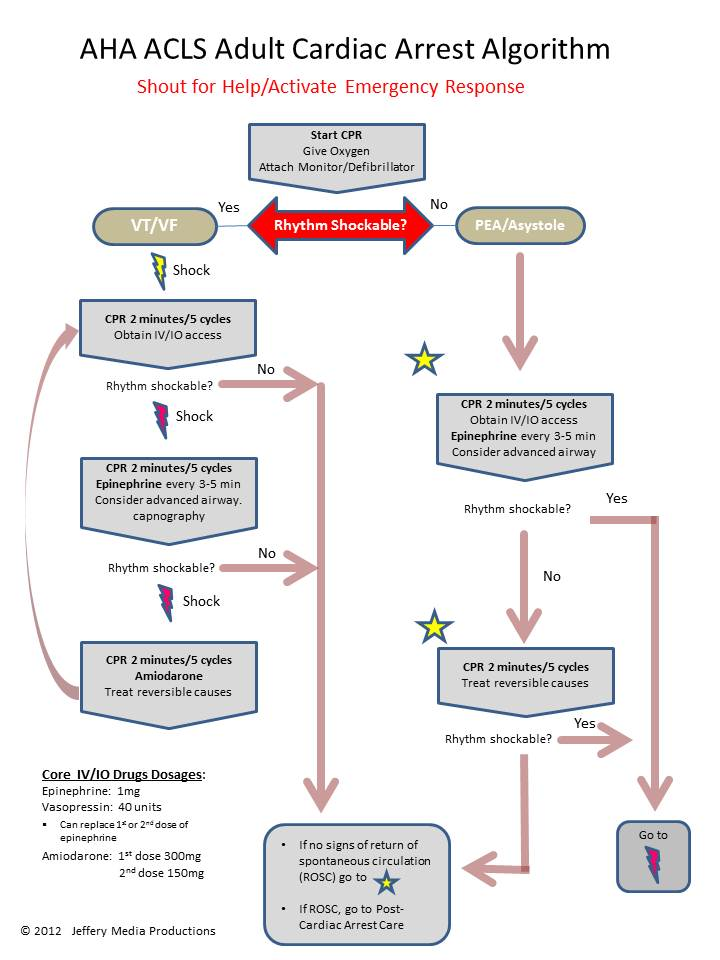 AHA ACLS Adult Cardiac Arrest Algorithm
Shout for Help/Activate Emergency Response
Start CPR
Give Oxygen
Attach Monitor/Defibrillator
Yes
No
VT/VF
Rhythm Shockable?
PEA/Asystole
Shock
CPR 2 minutes/5 cycles
Obtain IV/IO access
Rhythm shockable?
No
Shock
CPR 2 minutes/5 cycles
Epinephrine every 3-5 min
Consider advanced airway.
capnography
Rhythm shockable?
No
Shock
CPR 2 minutes/5 cycles
Amiodarone
Treat reversible causes
CPR 2 minutes/5 cycles
Obtain IV/IO access
Epinephrine every 3-5 min
Consider advanced airway
Rhythm shockable?
Yes
No
CPR 2 minutes/5 cycles
Treat reversible causes
Rhythm shockable?
Yes
Go to
Core IV/IO Drugs Dosages:
Epinephrine: 1mg
Vasopressin: 40 units
▪ Can replace 1st or 2nd dose of
epinephrine
Amiodarone: 1st dose 300mg
2nd dose 150mg
• If no signs of return of
spontaneous circulation
(ROSC) go to
• If ROSC, go to Post-
Cardiac Arrest Care
© 2012 Jeffery Media Productions